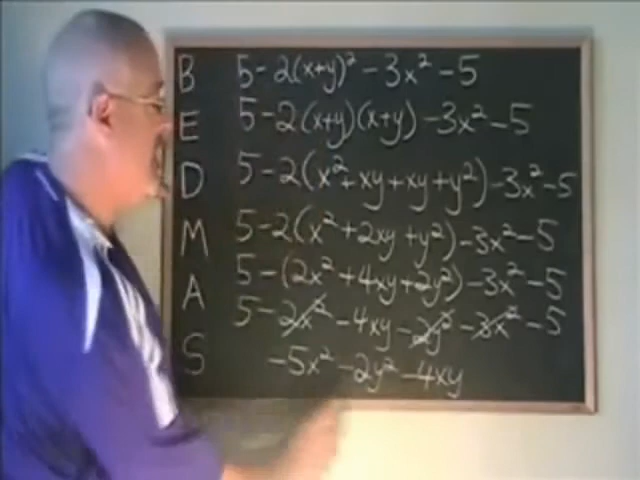 B 5-2(x+y)² -3x² -5
E 5-2(x+y)(x+y) -3x² -5
D 5-2(x²+xy+xy+y²) -3x² -5
M 5-2(x²+2xy+y²) -3x² -5
A 5-(2x²+4xy+2y²) -3x² -5
5-2x² -4xy -2y² -3x² -5
S -5x² -2y² -4xy